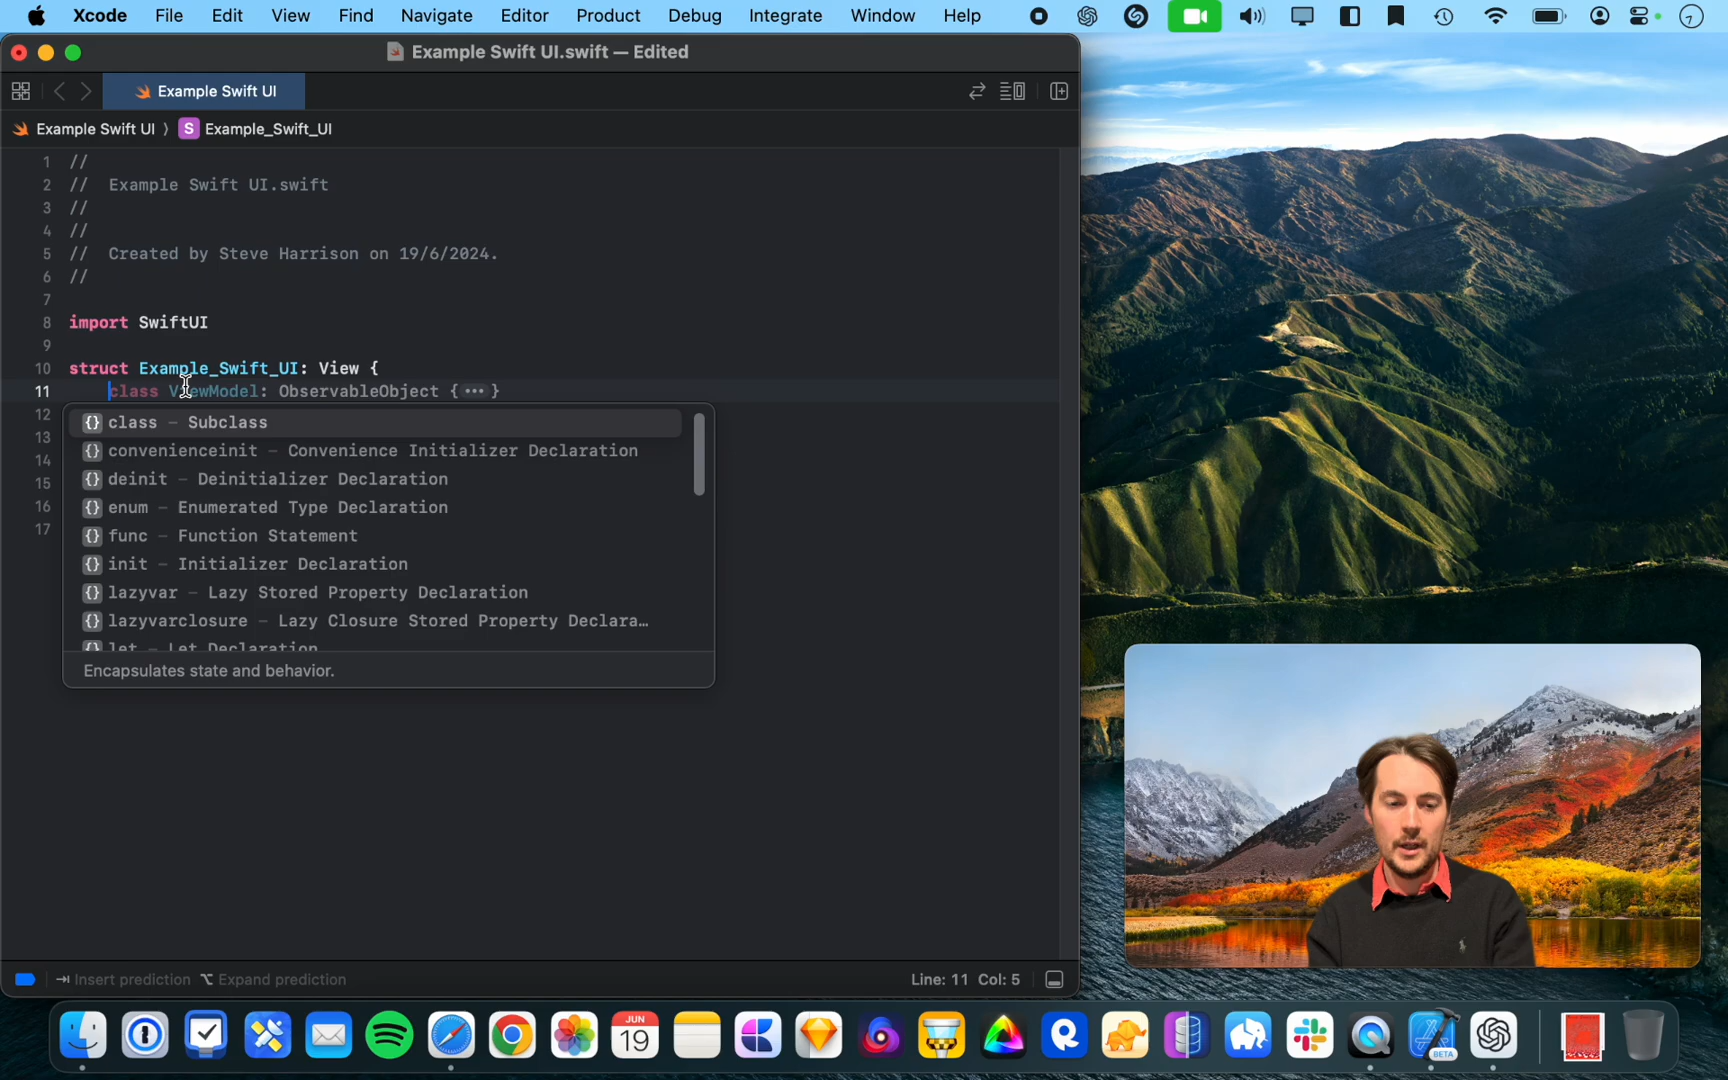 Xcode File Edit View Find Navigate Editor Product Debug Integrate Window Help
Example Swift UI.swift — Edited
Example Swift UI
Example Swift UI 〉 S Example_Swift_UI
1 //
2 // Example Swift UI.swift
3 //
4 //
5 // Created by Steve Harrison on 19/6/2024.
6 //
7
8 import SwiftUI
9
10 struct Example_Swift_UI: View {
11 class ViewModel: ObservableObject {•••}
12
13
14
15
16
17
{} class – Subclass
{} convenienceinit – Convenience Initializer Declaration
{} deinit – Deinitializer Declaration
{} enum – Enumerated Type Declaration
{} func – Function Statement
{} init – Initializer Declaration
{} lazyvar – Lazy Stored Property Declaration
{} lazyvarclosure – Lazy Closure Stored Property Declara…
{} let – Let Declaration
Encapsulates state and behavior.
⇥ Insert prediction ⌥ Expand prediction
Line: 11 Col: 5
JUN
19
BETA